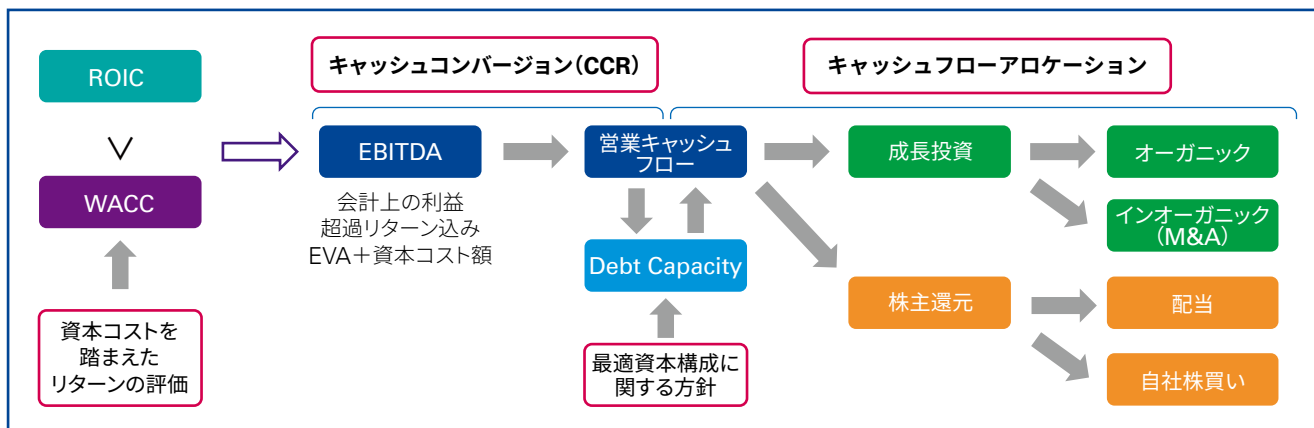 ROIC
∨
WACC
資本コストを
踏まえた
リターンの評価
キャッシュコンバージョン（CCR）
EBITDA
会計上の利益
超過リターン込み
EVA＋資本コスト額
営業キャッシュ
フロー
Debt Capacity
最適資本構成に
関する方針
キャッシュフローアロケーション
成長投資
オーガニック
インオーガニック
（M&A）
株主還元
配当
自社株買い